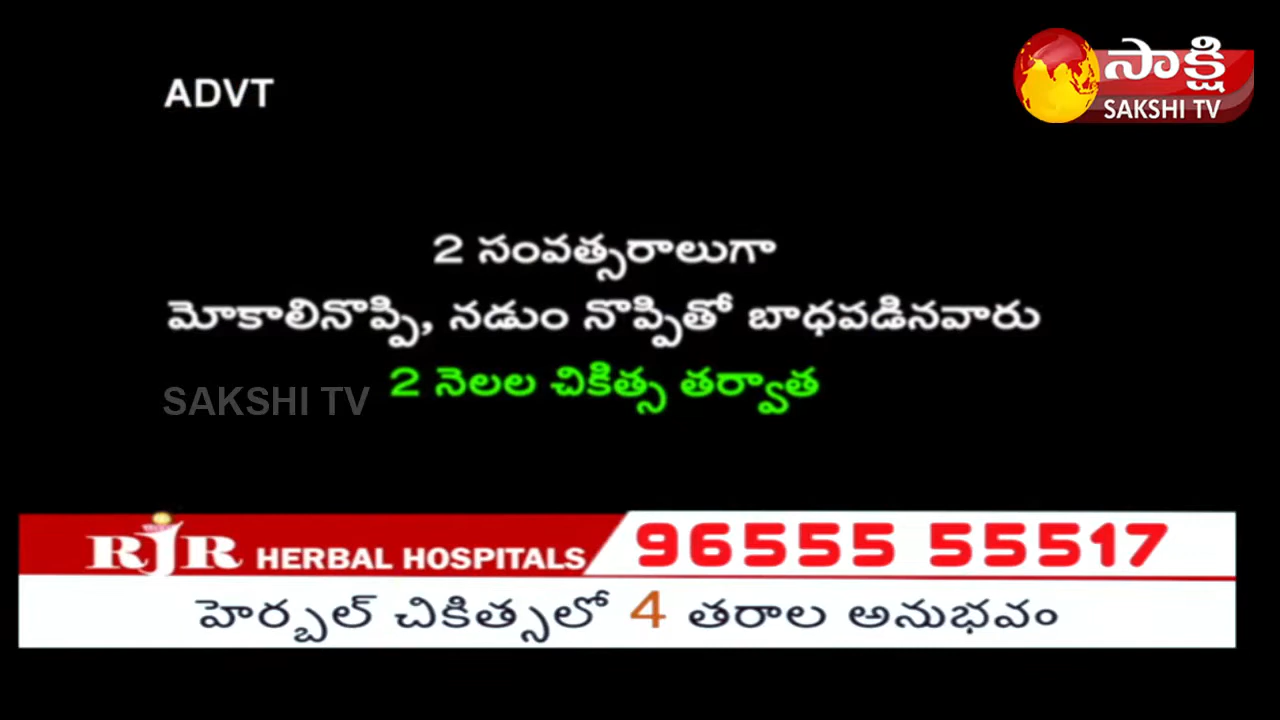 ADVT
సాక్షి
SAKSHI TV
2 సంవత్సరాలుగా
మోకాలినొప్పి, నడుం నొప్పితో బాధపడినవారు
2 నెలల చికిత్స తర్వాత
SAKSHI TV
RJR HERBAL HOSPITALS
96555 55517
హెర్బల్ చికిత్సలో 4 తరాల అనుభవం